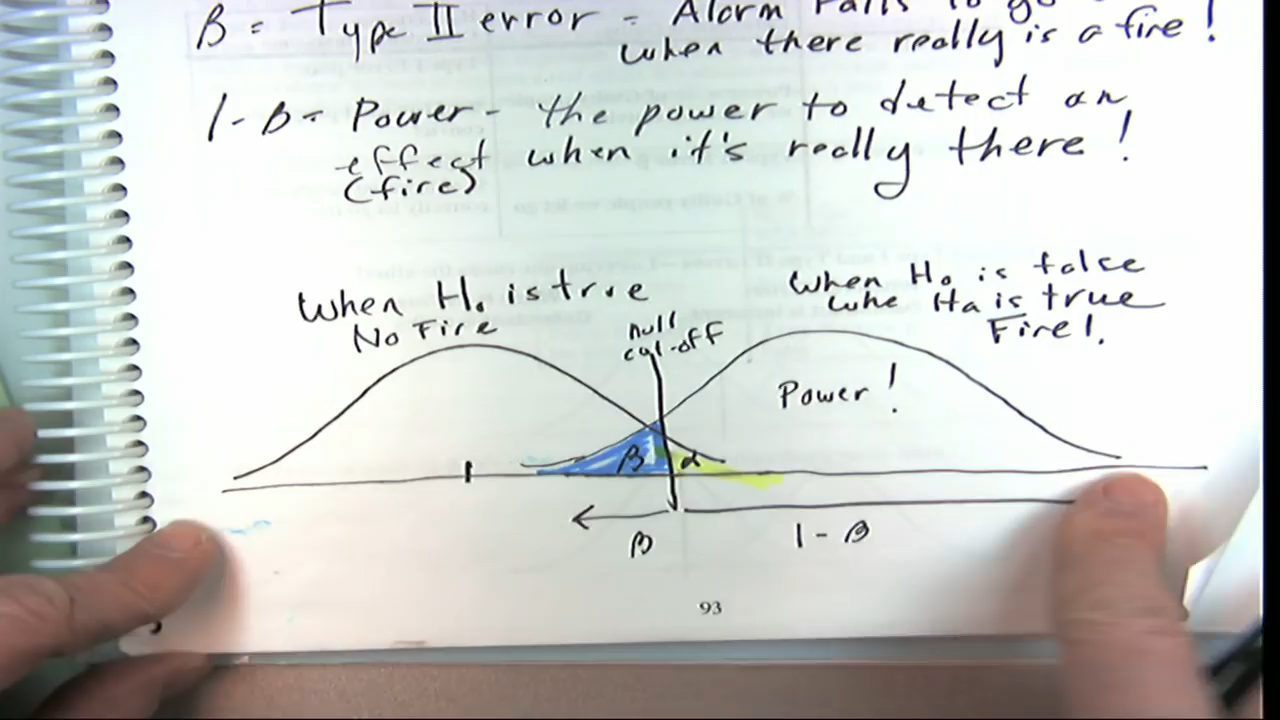 β = Type II error - Alarm fails to go
when there really is a fire!
1-β= Power- the power to detect an
effect when it's really there!
(fire)
When H₀ is true
No Fire
When H₀ is false
whe Ha is true
Fire!.
null
cut-off
Power!
β
α
β
1-β
93